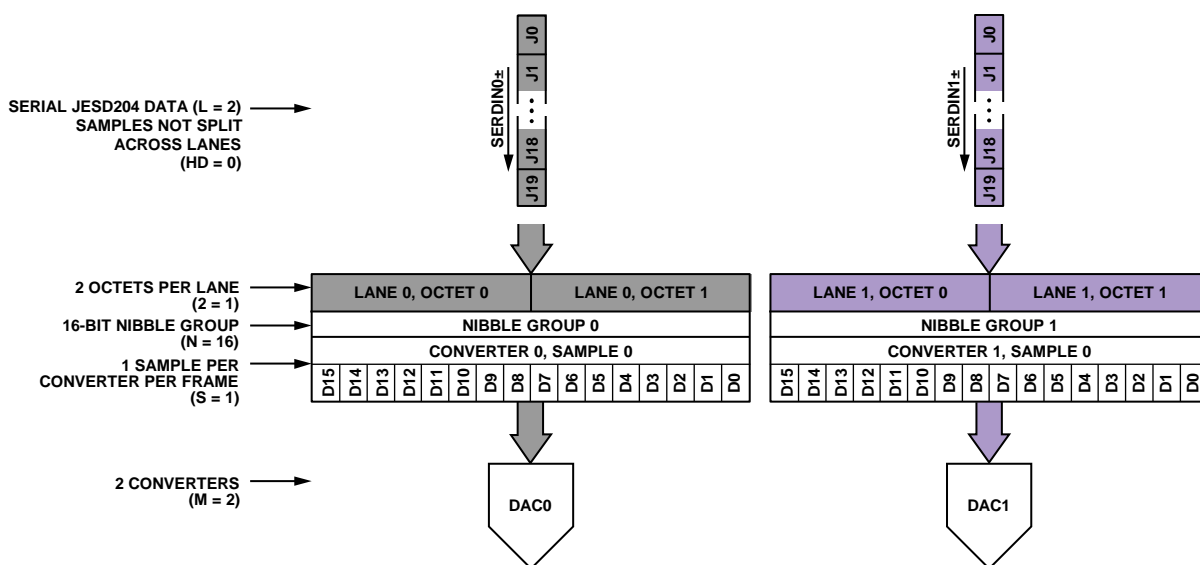 J0
J1
J18
J19
SERDIN0±
J0
J1
J18
J19
SERDIN1±
SERIAL JESD204 DATA (L = 2)
SAMPLES NOT SPLIT
ACROSS LANES
(HD = 0)
2 OCTETS PER LANE
(2 = 1)
LANE 0, OCTET 0
LANE 0, OCTET 1
LANE 1, OCTET 0
LANE 1, OCTET 1
16-BIT NIBBLE GROUP
(N = 16)
NIBBLE GROUP 0
NIBBLE GROUP 1
CONVERTER 0, SAMPLE 0
CONVERTER 1, SAMPLE 0
1 SAMPLE PER
CONVERTER PER FRAME
(S = 1)
D15 D14 D13 D12 D11 D10 D9 D8 D7 D6 D5 D4 D3 D2 D1 D0
D15 D14 D13 D12 D11 D10 D9 D8 D7 D6 D5 D4 D3 D2 D1 D0
2 CONVERTERS
(M = 2)
DAC0
DAC1